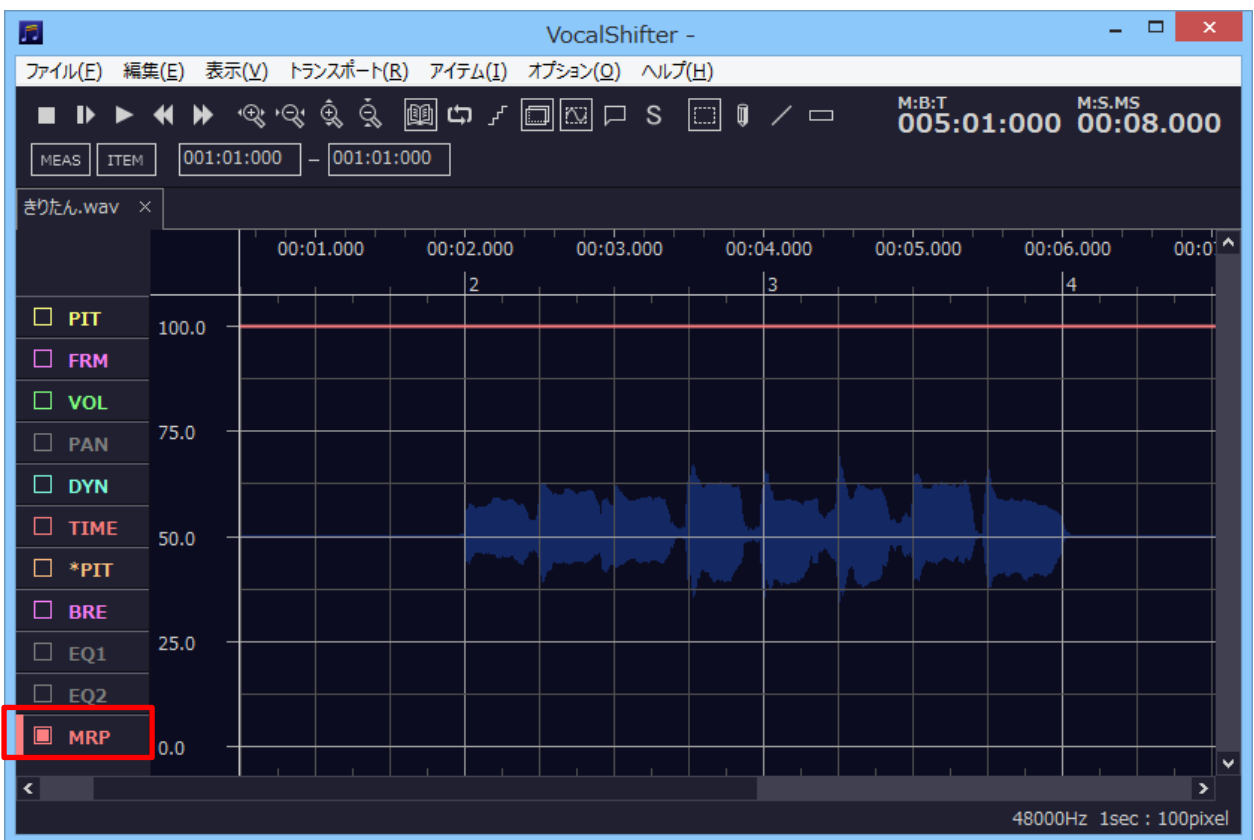 VocalShifter -
ファイル(F) 編集(E) 表示(V) トランスポート(R) アイテム(I) オプション(O) ヘルプ(H)
S
M:B:T M:S.MS
005:01:000 00:08.000
MEAS ITEM 001:01:000 – 001:01:000
きりたん.wav ×
00:01.000 00:02.000 00:03.000 00:04.000 00:05.000 00:06.000
2 3 4
PIT
100.0
FRM
VOL
75.0
PAN
DYN
TIME
50.0
*PIT
BRE
25.0
EQ1
EQ2
MRP
0.0
48000Hz 1sec : 100pixel